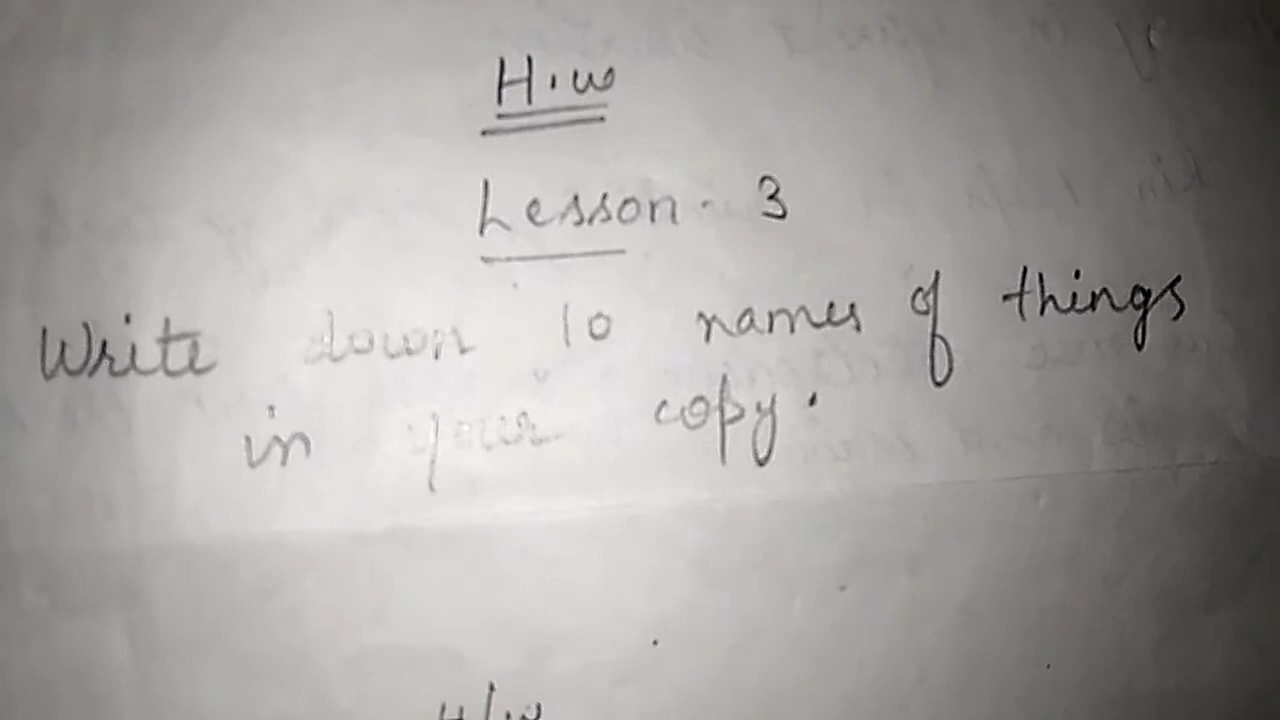 H.w
Lesson - 3
Write down 10 names of things
in your copy.
H/w